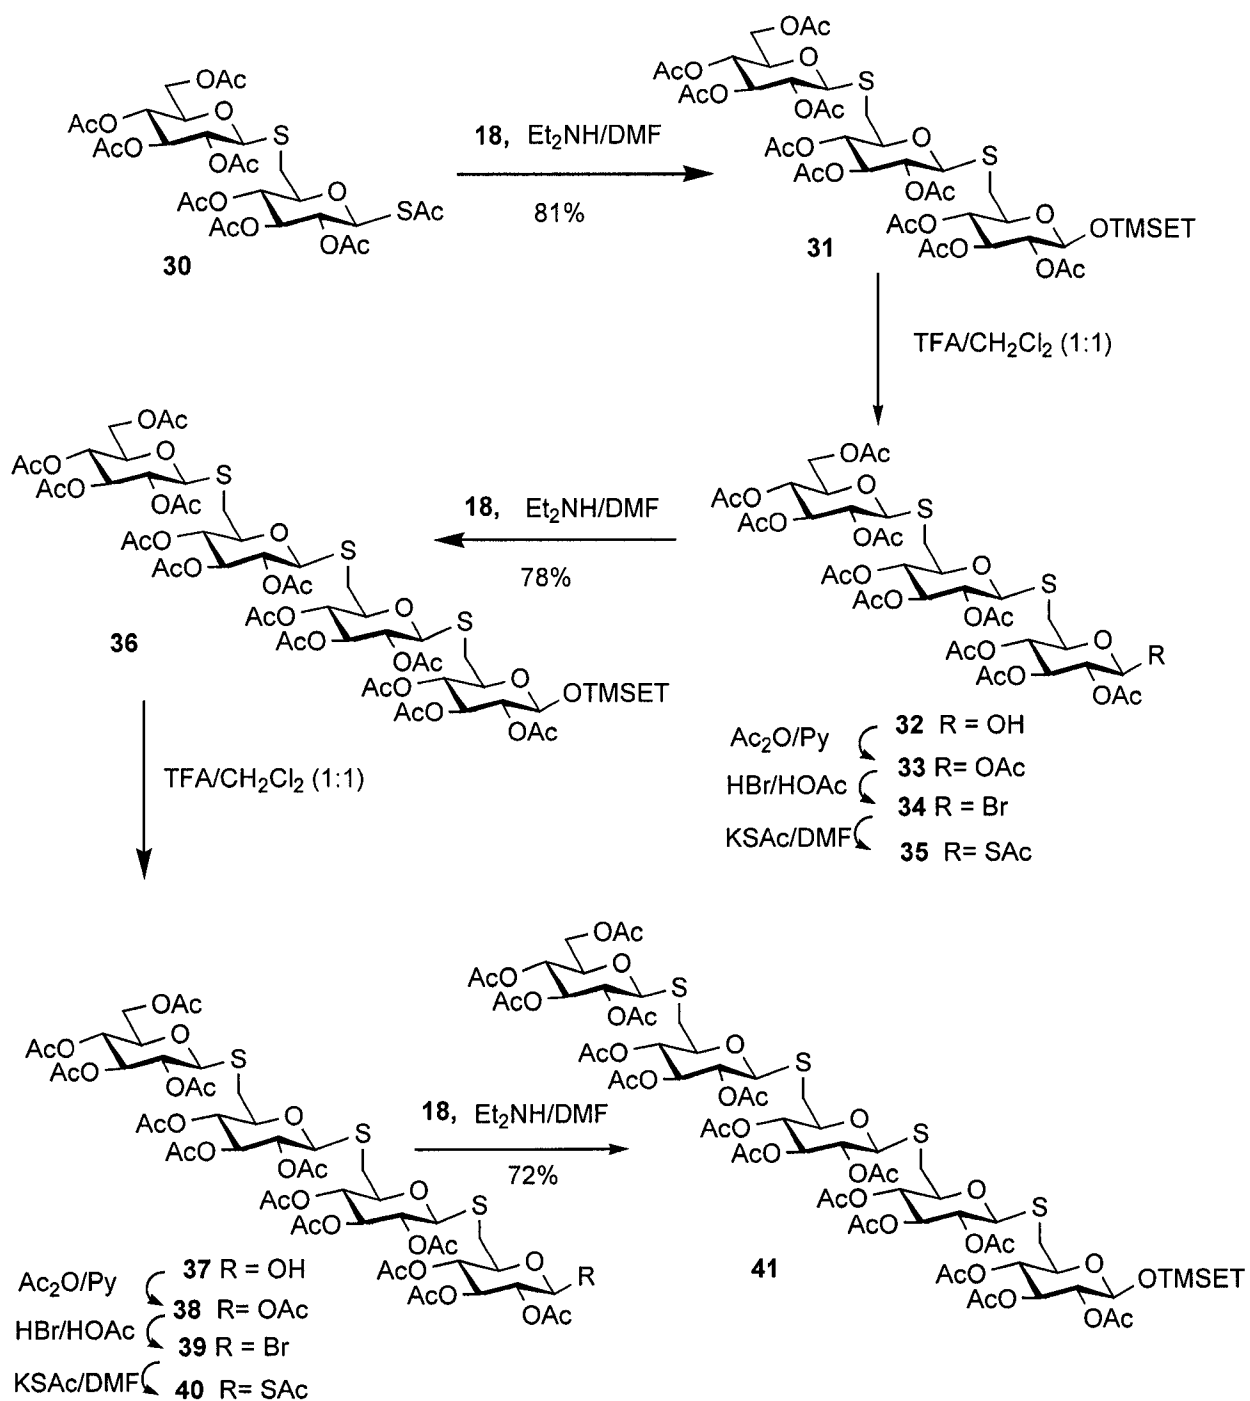 OAc
O
AcO
AcO
OAc
S
AcO
AcO
O
OAc
SAc
30
18, Et2NH/DMF
81%
OAc
O
AcO
AcO
OAc
S
AcO
AcO
O
OAc
S
AcO
AcO
O
OAc
OTMSET
31
TFA/CH2Cl2 (1:1)
OAc
O
AcO
AcO
OAc
S
AcO
AcO
O
OAc
S
AcO
AcO
O
OAc
R
Ac2O/Py
32 R = OH
33 R= OAc
HBr/HOAc
34 R = Br
KSAc/DMF
35 R= SAc
18, Et2NH/DMF
78%
OAc
O
AcO
AcO
OAc
S
AcO
AcO
O
OAc
S
AcO
AcO
O
OAc
S
AcO
AcO
O
OAc
OTMSET
36
TFA/CH2Cl2 (1:1)
OAc
O
AcO
AcO
OAc
S
AcO
AcO
O
OAc
S
AcO
AcO
O
OAc
S
AcO
AcO
O
OAc
R
Ac2O/Py
37 R = OH
38 R= OAc
HBr/HOAc
39 R = Br
KSAc/DMF
40 R= SAc
18, Et2NH/DMF
72%
OAc
O
AcO
AcO
OAc
S
AcO
AcO
O
OAc
S
AcO
AcO
O
OAc
S
AcO
AcO
O
OAc
S
AcO
AcO
O
OAc
OTMSET
41